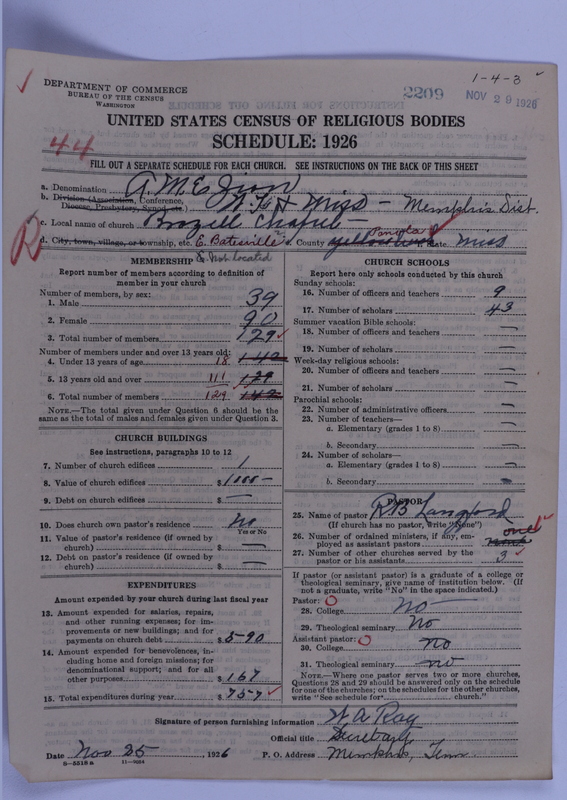 1-4-3
DEPARTMENT OF COMMERCE
BUREAU OF THE CENSUS
WASHINGTON
2209
NOV 29 1926
UNITED STATES CENSUS OF RELIGIOUS BODIES
44
SCHEDULE: 1926
FILL OUT A SEPARATE SCHEDULE FOR EACH CHURCH. SEE INSTRUCTIONS ON THE BACK OF THIS SHEET
a. Denomination A. M. E. Zion
b. Division (Association, Conference, Diocese, Presbytery, Synod, etc.) & Miss - Memphis Dist.
c. Local name of church Chapel
d. City, town, village, or township, etc. E. Batesville County Panola State Miss
MEMBERSHIP
Report number of members according to definition of member in your church
Number of members, by sex:
1. Male 39
2. Female 90
3. Total number of members 129
Number of members under and over 13 years old:
4. Under 13 years of age 18 142
5. 13 years old and over 111 129
6. Total number of members 129 142
NOTE.—The total given under Question 6 should be the same as the total of males and females given under Question 3.
CHURCH BUILDINGS
See instructions, paragraphs 10 to 12
7. Number of church edifices 1
8. Value of church edifices $ 1000 —
9. Debt on church edifices $ —
10. Does church own pastor's residence No
Yes or No
11. Value of pastor's residence (if owned by church) $ —
12. Debt on pastor's residence (if owned by church) $ —
EXPENDITURES
Amount expended by your church during last fiscal year
13. Amount expended for salaries, repairs, and other running expenses; for improvements or new buildings; and for payments on church debt $ 590
14. Amount expended for benevolences, including home and foreign missions; for denominational support; and for all other purposes $ 167
15. Total expenditures during year $ 757
CHURCH SCHOOLS
Report here only schools conducted by this church
Sunday schools:
16. Number of officers and teachers 9
17. Number of scholars 43
Summer vacation Bible schools:
18. Number of officers and teachers —
19. Number of scholars —
Week-day religious schools:
20. Number of officers and teachers —
21. Number of scholars —
Parochial schools:
22. Number of administrative officers —
23. Number of teachers—
a. Elementary (grades 1 to 8) —
b. Secondary —
24. Number of scholars—
a. Elementary (grades 1 to 8) —
b. Secondary —
PASTOR
25. Name of pastor R B Langford
(If church has no pastor, write "None")
26. Number of ordained ministers, if any, employed as assistant pastors one
27. Number of other churches served by the pastor or his assistants 3
If pastor (or assistant pastor) is a graduate of a college or theological seminary, give name of institution below. (If not a graduate, write "No" in the space indicated.)
Pastor:
28. College No
29. Theological seminary No
Assistant pastor:
30. College No
31. Theological seminary no
NOTE.—Where one pastor serves two or more churches, Questions 28 and 29 should be answered only on the schedule for one of the churches; on the schedules for the other churches, write "See schedule for church."
Signature of person furnishing information W A Ray
Official title Secretary
Date Nov 25 1926 P. O. Address Memphis, Tenn
8-5518 a